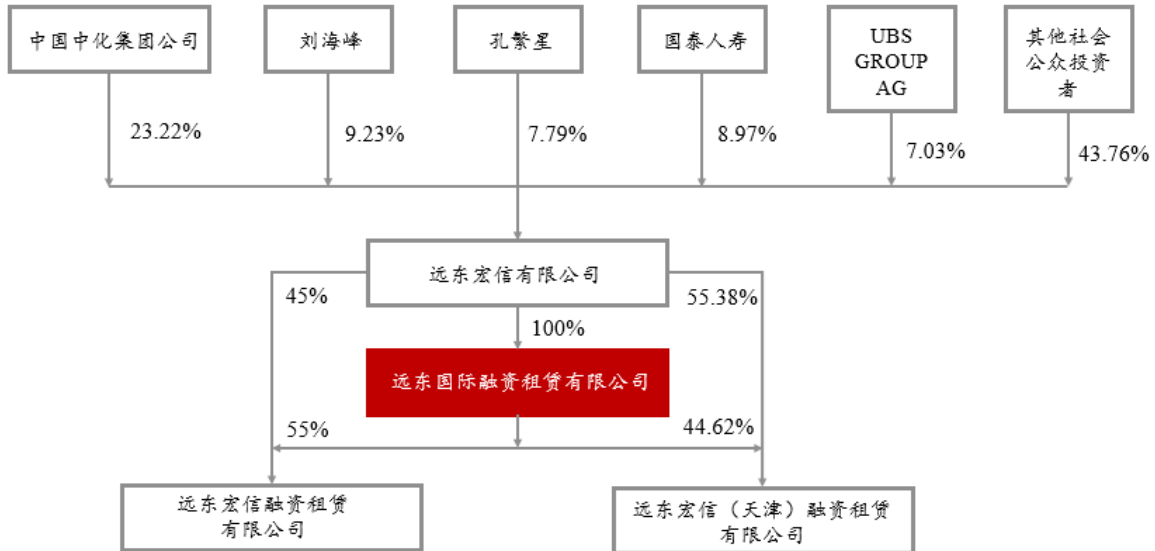 中国中化集团公司
刘海峰
孔繁星
国泰人寿
UBS
GROUP
AG
其他社会
公众投资
者
23.22%
9.23%
7.79%
8.97%
7.03%
43.76%
远东宏信有限公司
45%
55.38%
100%
远东国际融资租赁有限公司
55%
44.62%
远东宏信融资租赁
有限公司
远东宏信（天津）融资租赁
有限公司